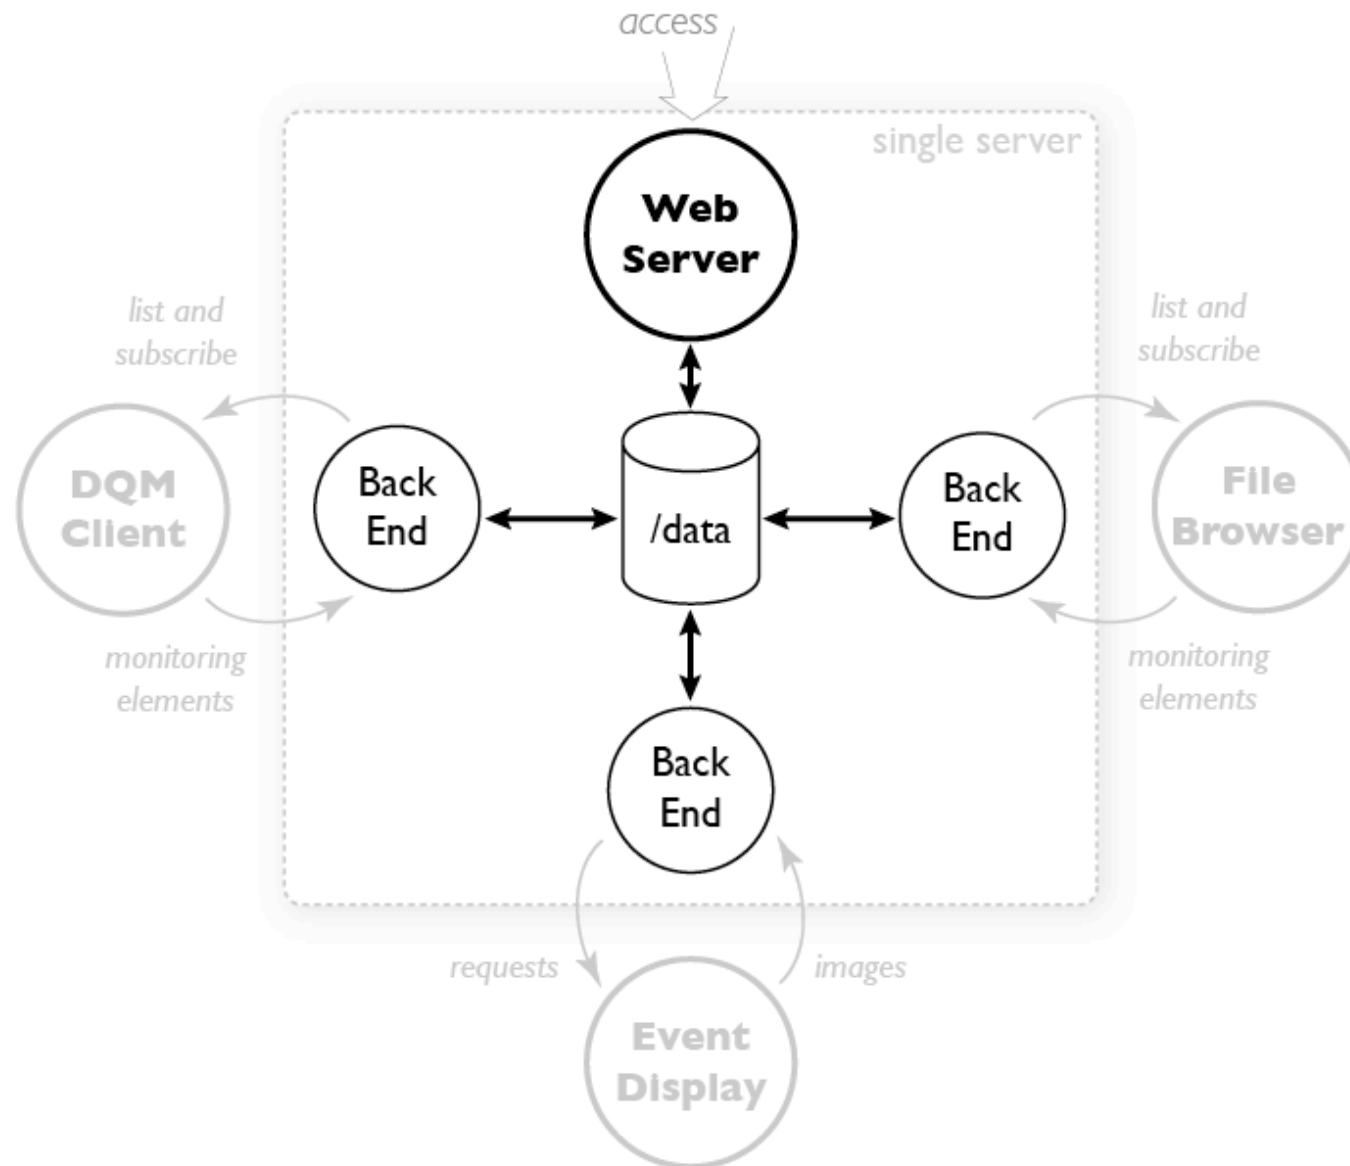 access
single server
Web
Server
list and
subscribe
list and
subscribe
DQM
Client
Back
End
/data
Back
End
File
Browser
monitoring
elements
monitoring
elements
Back
End
requests
images
Event
Display